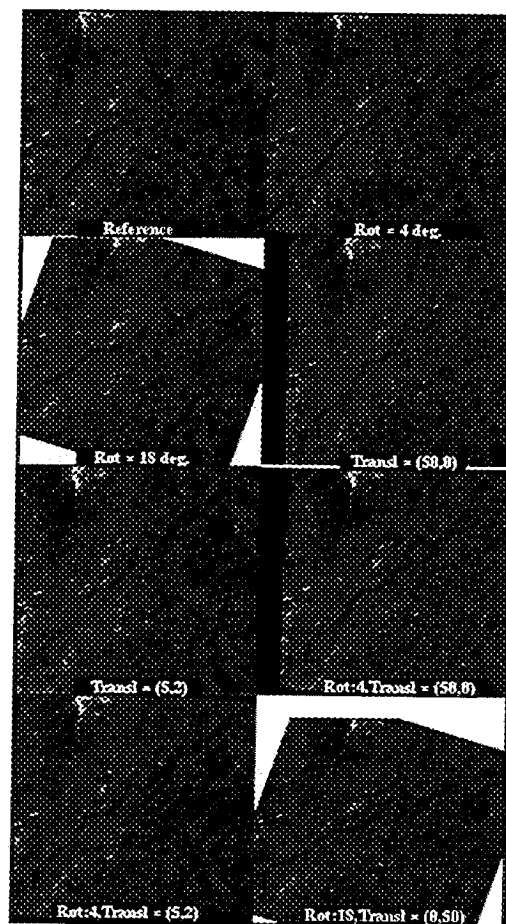 Reference
Rot = 4 deg.
Rot = 18 deg.
Transl = (50,0)
Transl = (5,2)
Rot:4,Transl = (50,0)
Rot:4,Transl = (5,2)
Rot:18,Transl = (0,50)